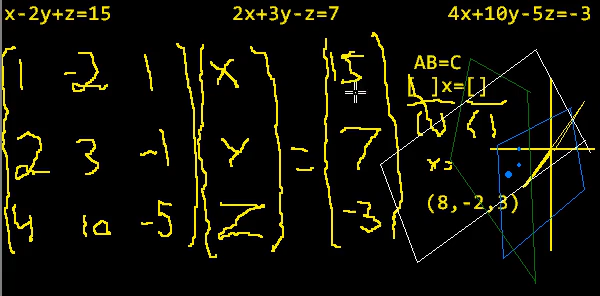 x-2y+z=15 2x+3y-z=7 4x+10y-5z=-3
AB=C
1 -2 1 x 15 [ ]x=[]
( ) ( )
2 3 -1 y = 7 x=
4 10 -5 z -3 (8,-2,3)